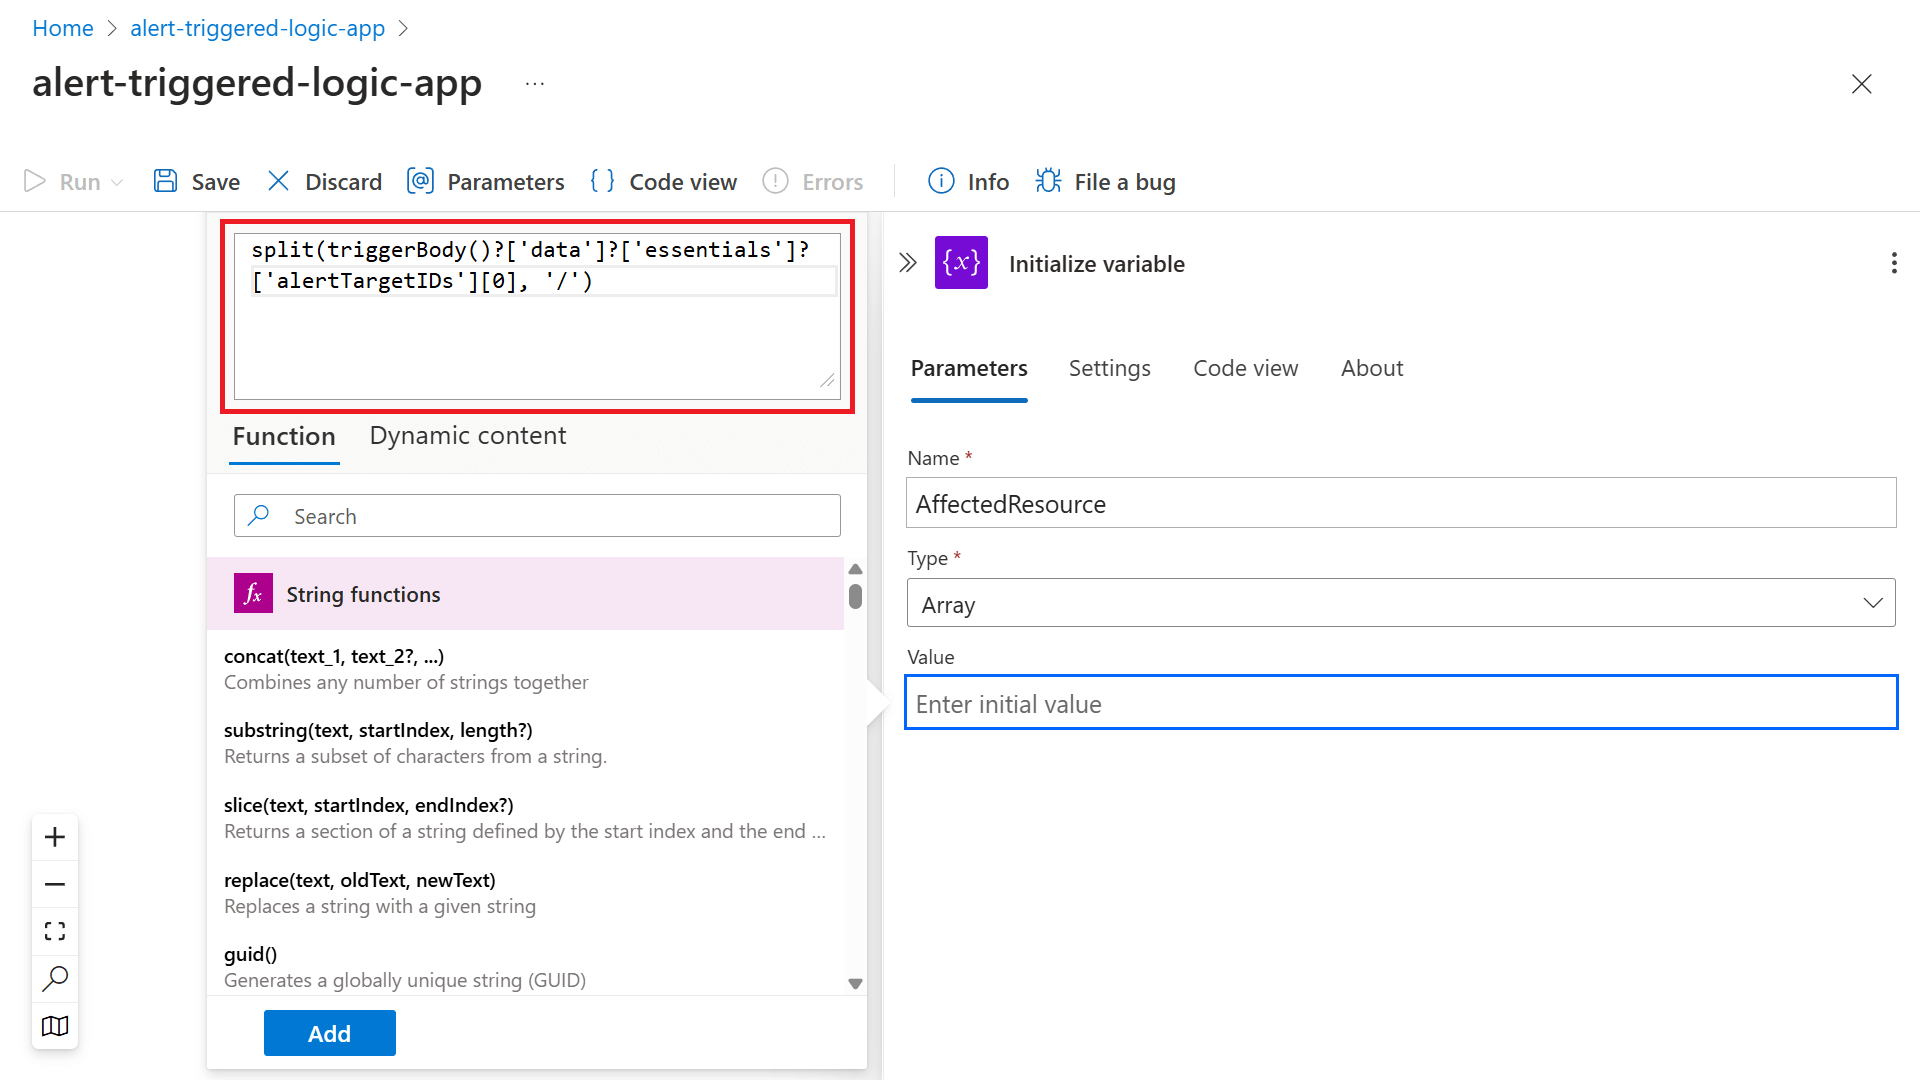 Home > alert-triggered-logic-app >
alert-triggered-logic-app ...
Run Save Discard Parameters Code view Errors Info File a bug
split(triggerBody()?['data']?['essentials']?
['alertTargetIDs'][0], '/')
Function Dynamic content
Search
fx String functions
concat(text_1, text_2?, ...)
Combines any number of strings together
substring(text, startIndex, length?)
Returns a subset of characters from a string.
slice(text, startIndex, endIndex?)
Returns a section of a string defined by the start index and the end ...
replace(text, oldText, newText)
Replaces a string with a given string
guid()
Generates a globally unique string (GUID)
Add
{x} Initialize variable
Parameters Settings Code view About
Name *
AffectedResource
Type *
Array
Value
Enter initial value